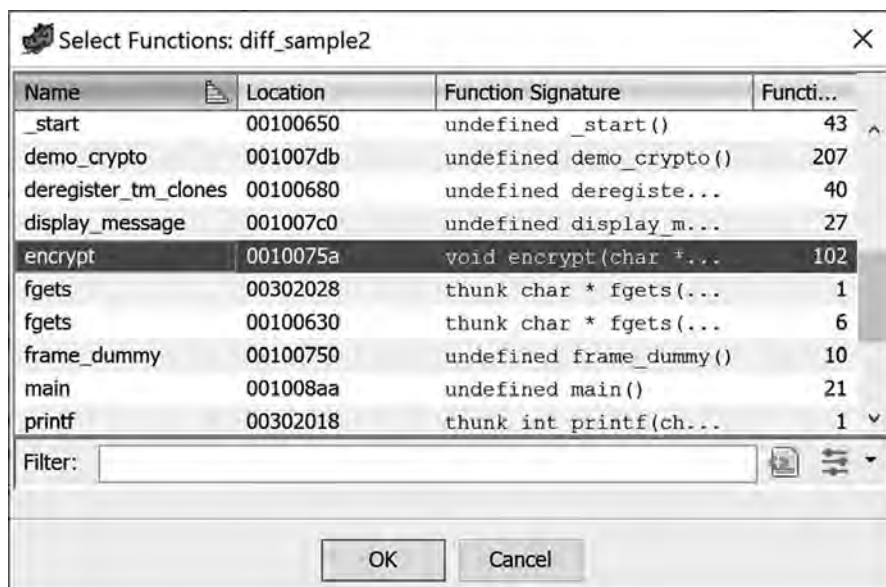 Select Functions: diff_sample2
Name Location Function Signature Functi...
_start 00100650 undefined _start() 43
demo_crypto 001007db undefined demo_crypto() 207
deregister_tm_clones 00100680 undefined deregiste... 40
display_message 001007c0 undefined display_m... 27
encrypt 0010075a void encrypt(char *... 102
fgets 00302028 thunk char * fgets(... 1
fgets 00100630 thunk char * fgets(... 6
frame_dummy 00100750 undefined frame_dummy() 10
main 001008aa undefined main() 21
printf 00302018 thunk int printf(ch... 1
Filter:
OK Cancel